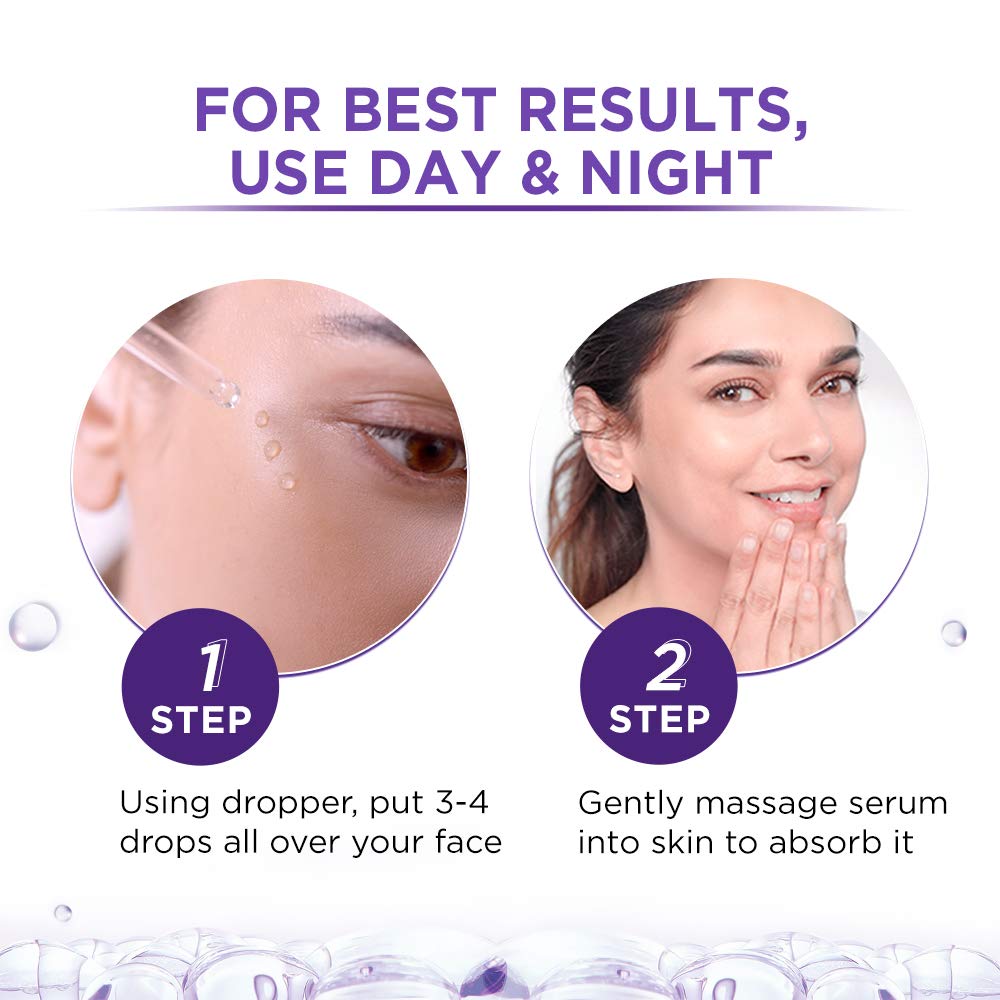 FOR BEST RESULTS,
USE DAY & NIGHT
1
STEP
Using dropper, put 3-4
drops all over your face
2
STEP
Gently massage serum
into skin to absorb it